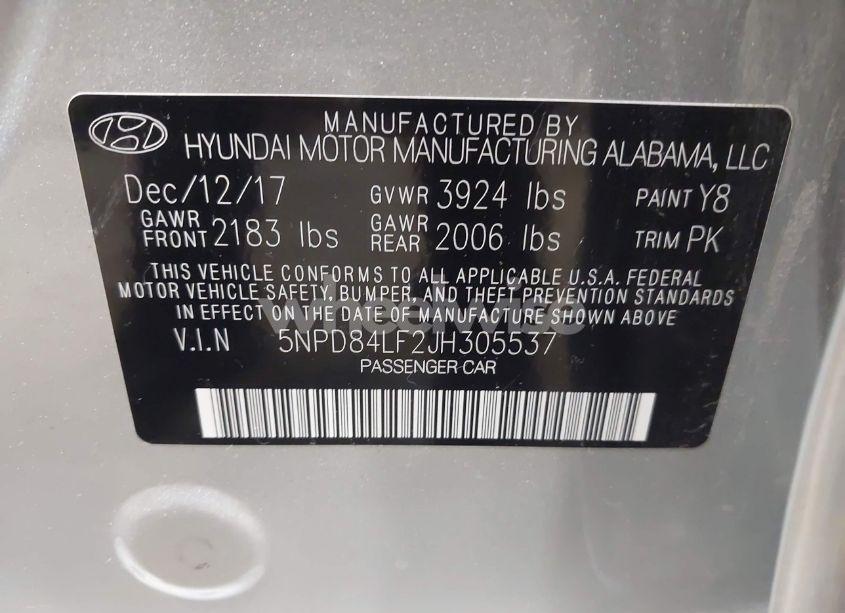 MANUFACTURED BY
HYUNDAI MOTOR MANUFACTURING ALABAMA, LLC
Dec/12/17 GVWR 3924 lbs PAINT Y8
GAWR FRONT 2183 lbs GAWR REAR 2006 lbs TRIM PK
THIS VEHICLE CONFORMS TO ALL APPLICABLE U.S.A. FEDERAL
MOTOR VEHICLE SAFETY, BUMPER, AND THEFT PREVENTION STANDARDS
IN EFFECT ON THE DATE OF MANUFACTURE SHOWN ABOVE
V.I.N 5NPD84LF2JH305537
PASSENGER CAR